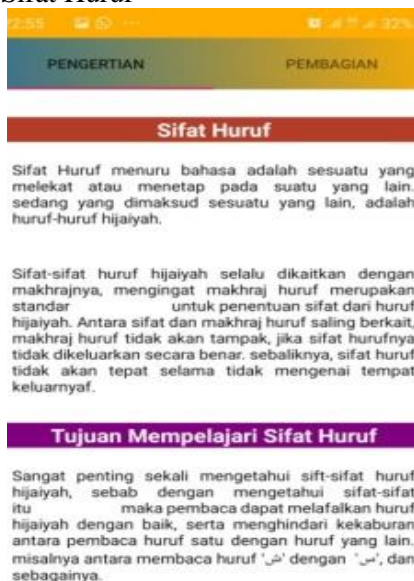 Sifat Huruf
22:55
32%
PENGERTIAN PEMBAGIAN
Sifat Huruf
Sifat Huruf menuru bahasa adalah sesuatu yang
melekat atau menetap pada suatu yang lain.
sedang yang dimaksud sesuatu yang lain, adalah
huruf-huruf hijaiyah.
Sifat-sifat huruf hijaiyah selalu dikaitkan dengan
makhrajnya, mengingat makhraj huruf merupakan
standar untuk penentuan sifat dari huruf
hijaiyah. Antara sifat dan makhraj huruf saling berkait,
makhraj huruf tidak akan tampak, jika sifat hurufnya
tidak dikeluarkan secara benar. sebaliknya, sifat huruf
tidak akan tepat selama tidak mengenai tempat
keluarnyaf.
Tujuan Mempelajari Sifat Huruf
Sangat penting sekali mengetahui sift-sifat huruf
hijaiyah, sebab dengan mengetahui sifat-sifat
itu maka pembaca dapat melafalkan huruf
hijaiyah dengan baik, serta menghindari kekaburan
antara pembaca huruf satu dengan huruf yang lain.
misalnya antara membaca huruf 'ش' dengan 'س', dan
sebagainya.